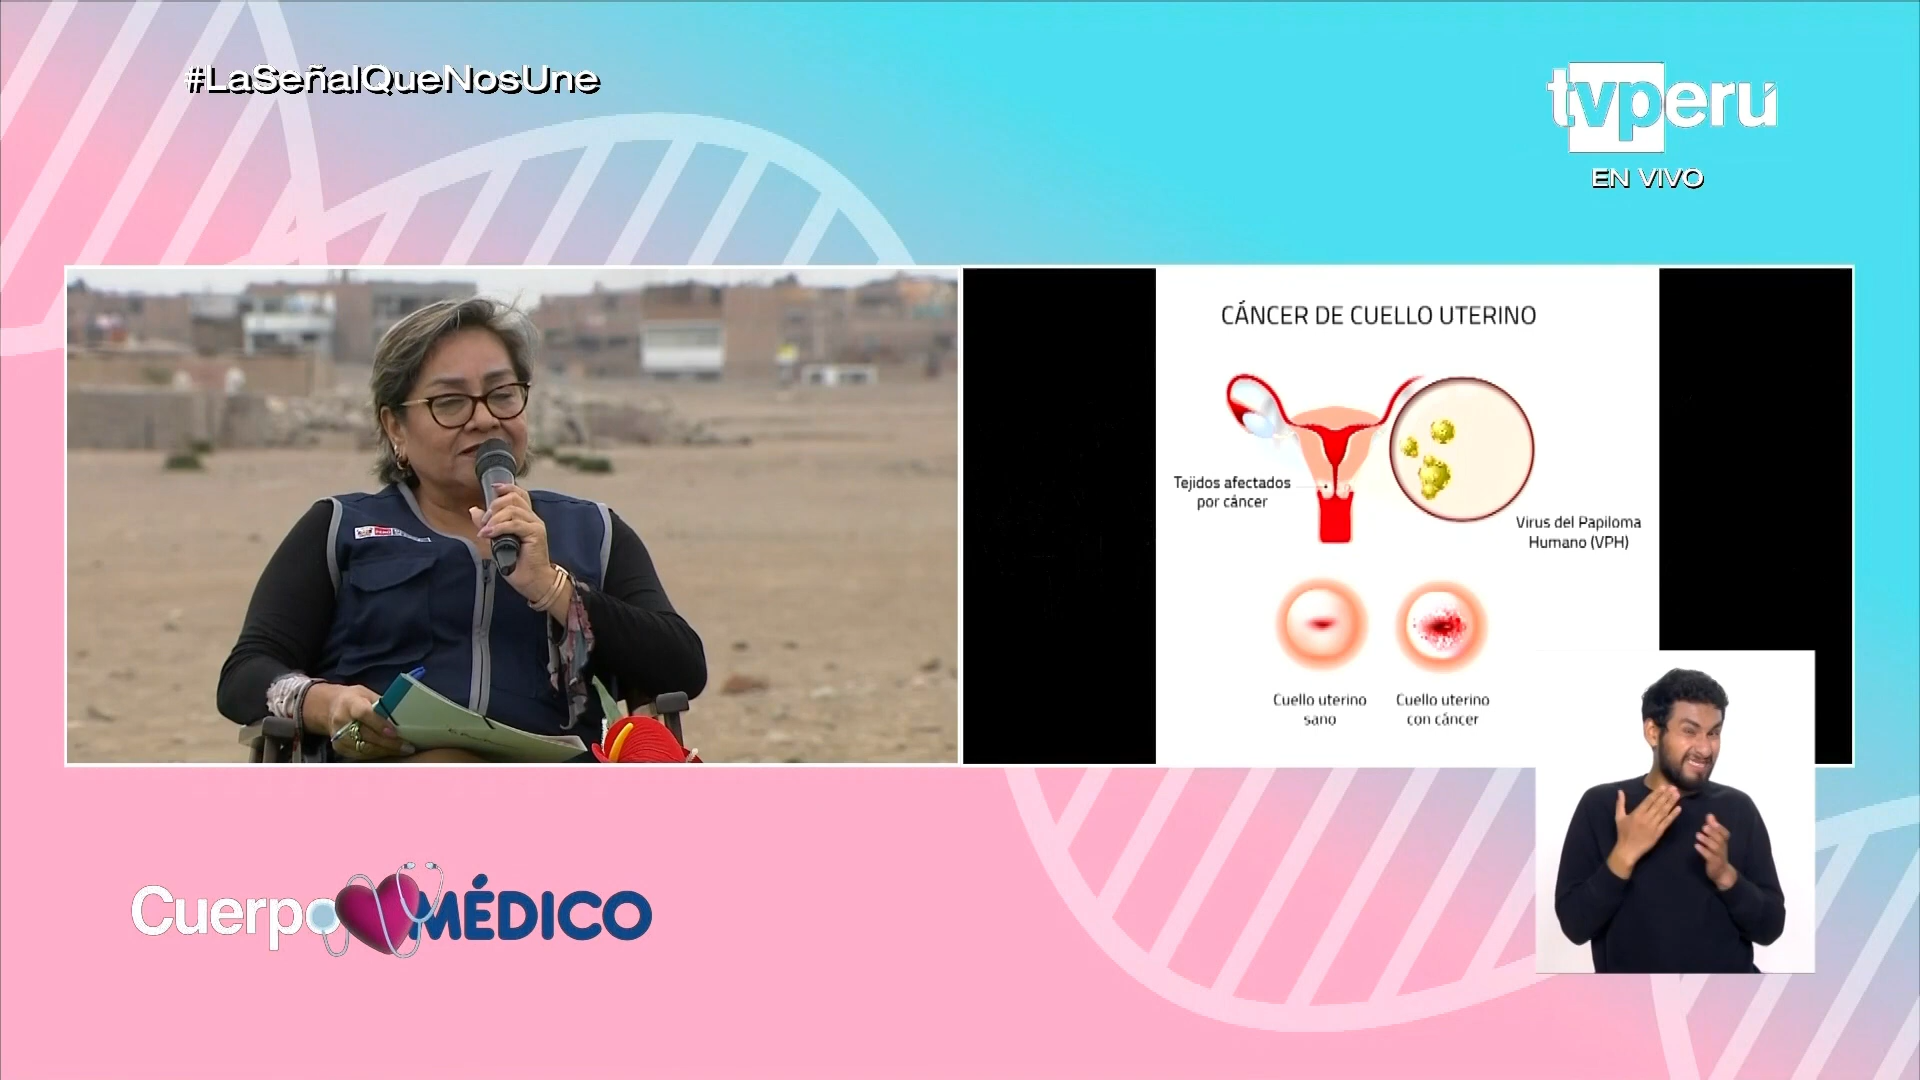 #LaSeñalQueNosUne
tvperú
EN VIVO
CÁNCER DE CUELLO UTERINO
Tejidos afectados
por cáncer
Virus del Papiloma
Humano (VPH)
Cuello uterino
sano
Cuello uterino
con cáncer
Cuerpo MÉDICO